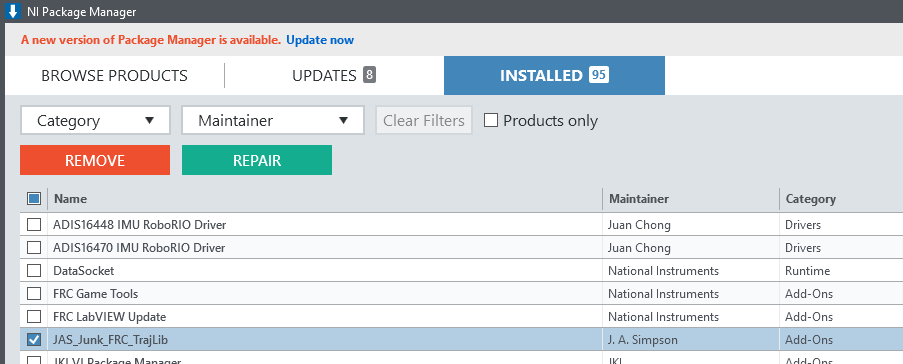 NI Package Manager
A new version of Package Manager is available. Update now
BROWSE PRODUCTS UPDATES 8 INSTALLED 95
Category Maintainer Clear Filters Products only
REMOVE REPAIR
Name Maintainer Category
ADIS16448 IMU RoboRIO Driver Juan Chong Drivers
ADIS16470 IMU RoboRIO Driver Juan Chong Drivers
DataSocket National Instruments Runtime
FRC Game Tools National Instruments Add-Ons
FRC LabVIEW Update National Instruments Add-Ons
JAS_Junk_FRC_TrajLib J. A. Simpson Add-Ons
JKI VI Package Manager JKI Add-Ons